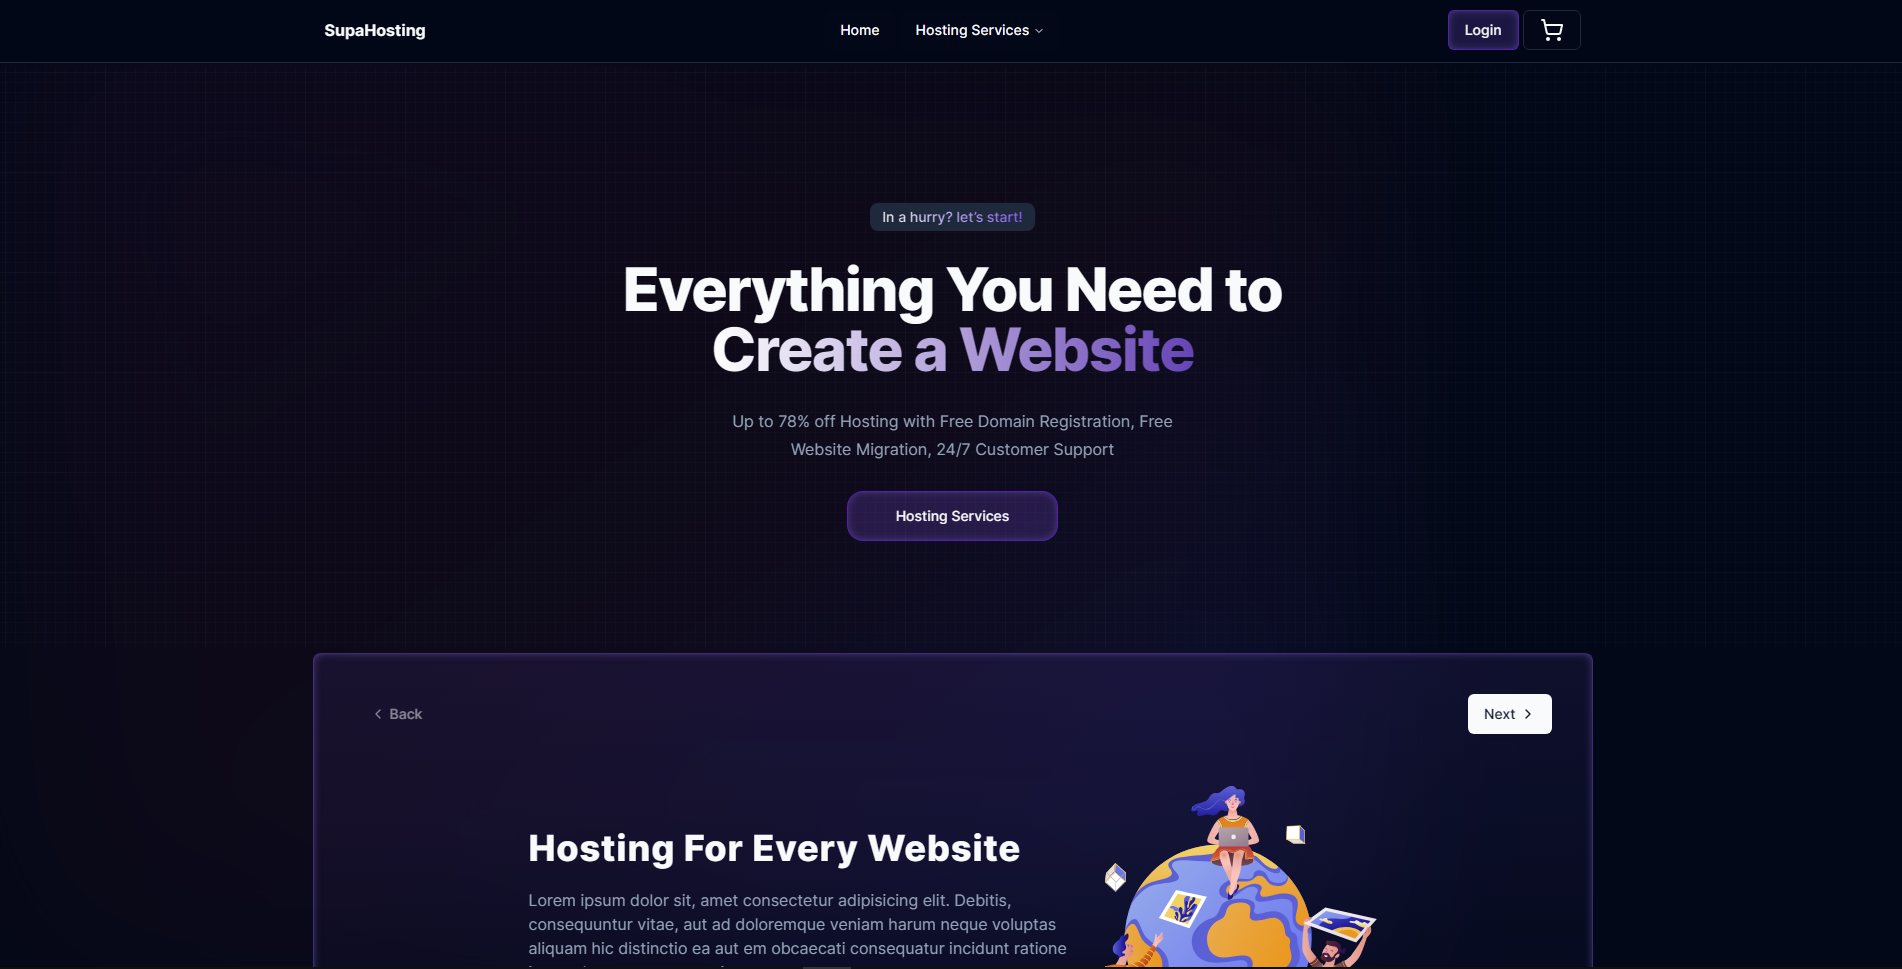 SupaHosting
Home
Hosting Services
Login
In a hurry? let's start!
Everything You Need to
Create a Website
Up to 78% off Hosting with Free Domain Registration, Free
Website Migration, 24/7 Customer Support
Hosting Services
Back
Next
Hosting For Every Website
Lorem ipsum dolor sit, amet consectetur adipisicing elit. Debitis,
consequuntur vitae, aut ad doloremque veniam harum neque voluptas
aliquam hic distinctio ea aut em obcaecati consequatur incidunt ratione